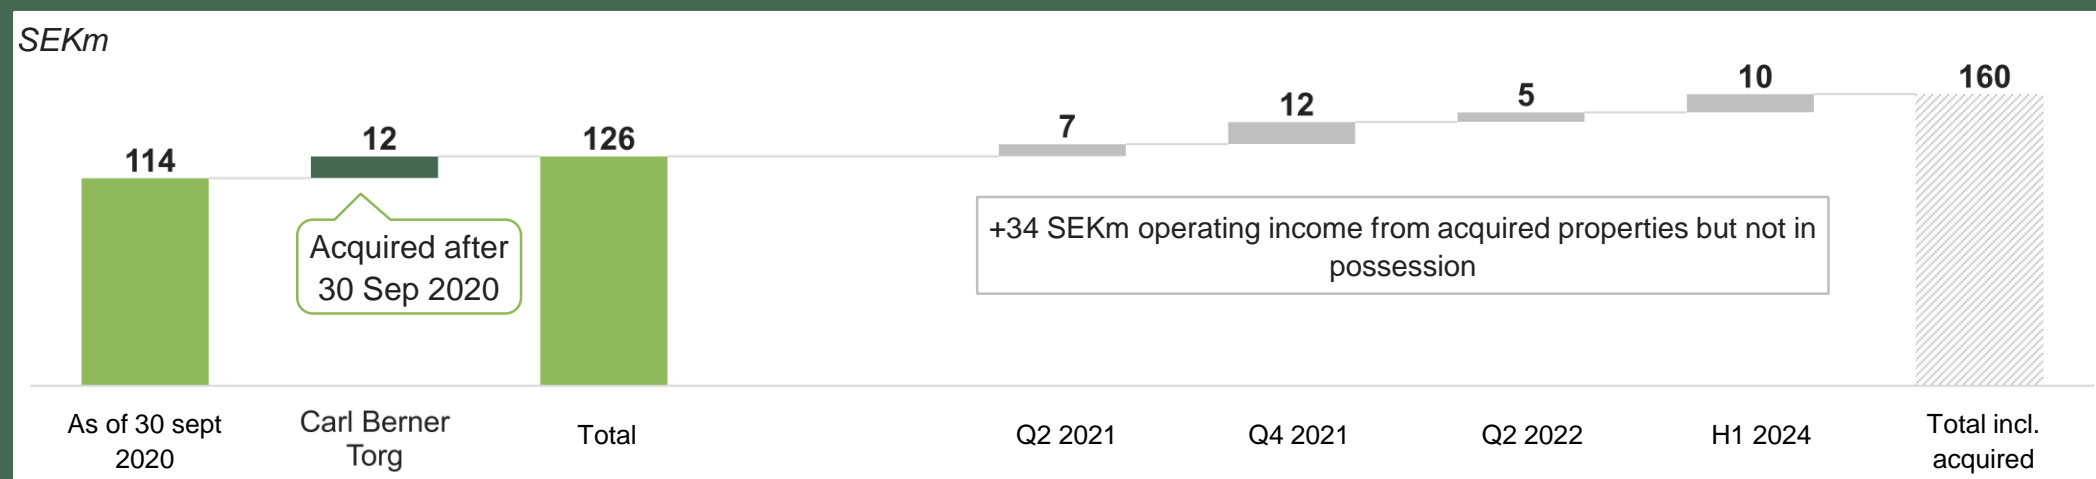 SEKm
114
12
126
7
12
5
10
160
Acquired after
30 Sep 2020
+34 SEKm operating income from acquired properties but not in
possession
As of 30 sept
2020
Carl Berner
Torg
Total
Q2 2021
Q4 2021
Q2 2022
H1 2024
Total incl.
acquired